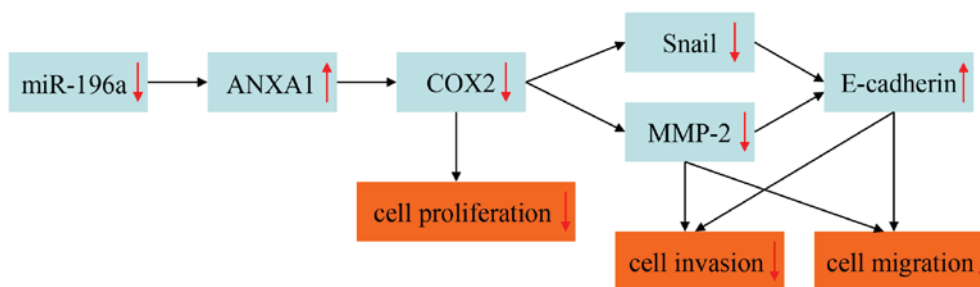 miR-196a
ANXA1
COX2
Snail
MMP-2
E-cadherin
cell proliferation
cell invasion
cell migration